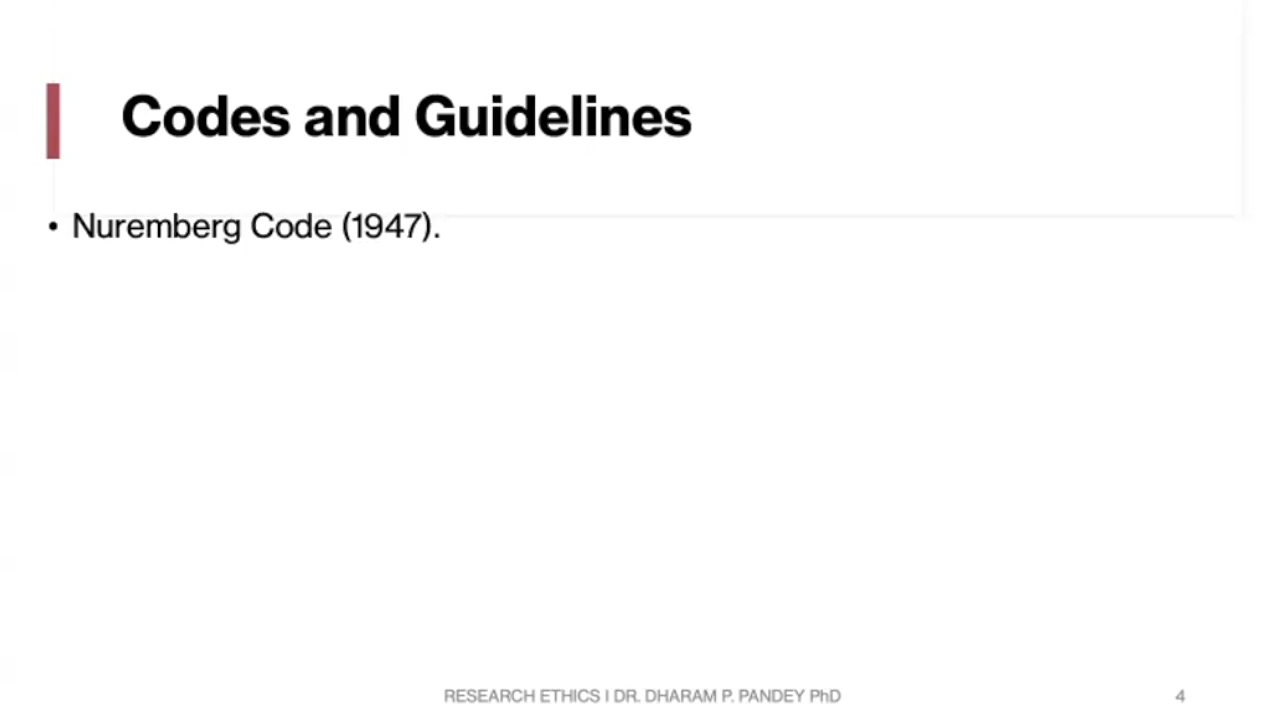 Codes and Guidelines
• Nuremberg Code (1947).
RESEARCH ETHICS I DR. DHARAM P. PANDEY PhD
4